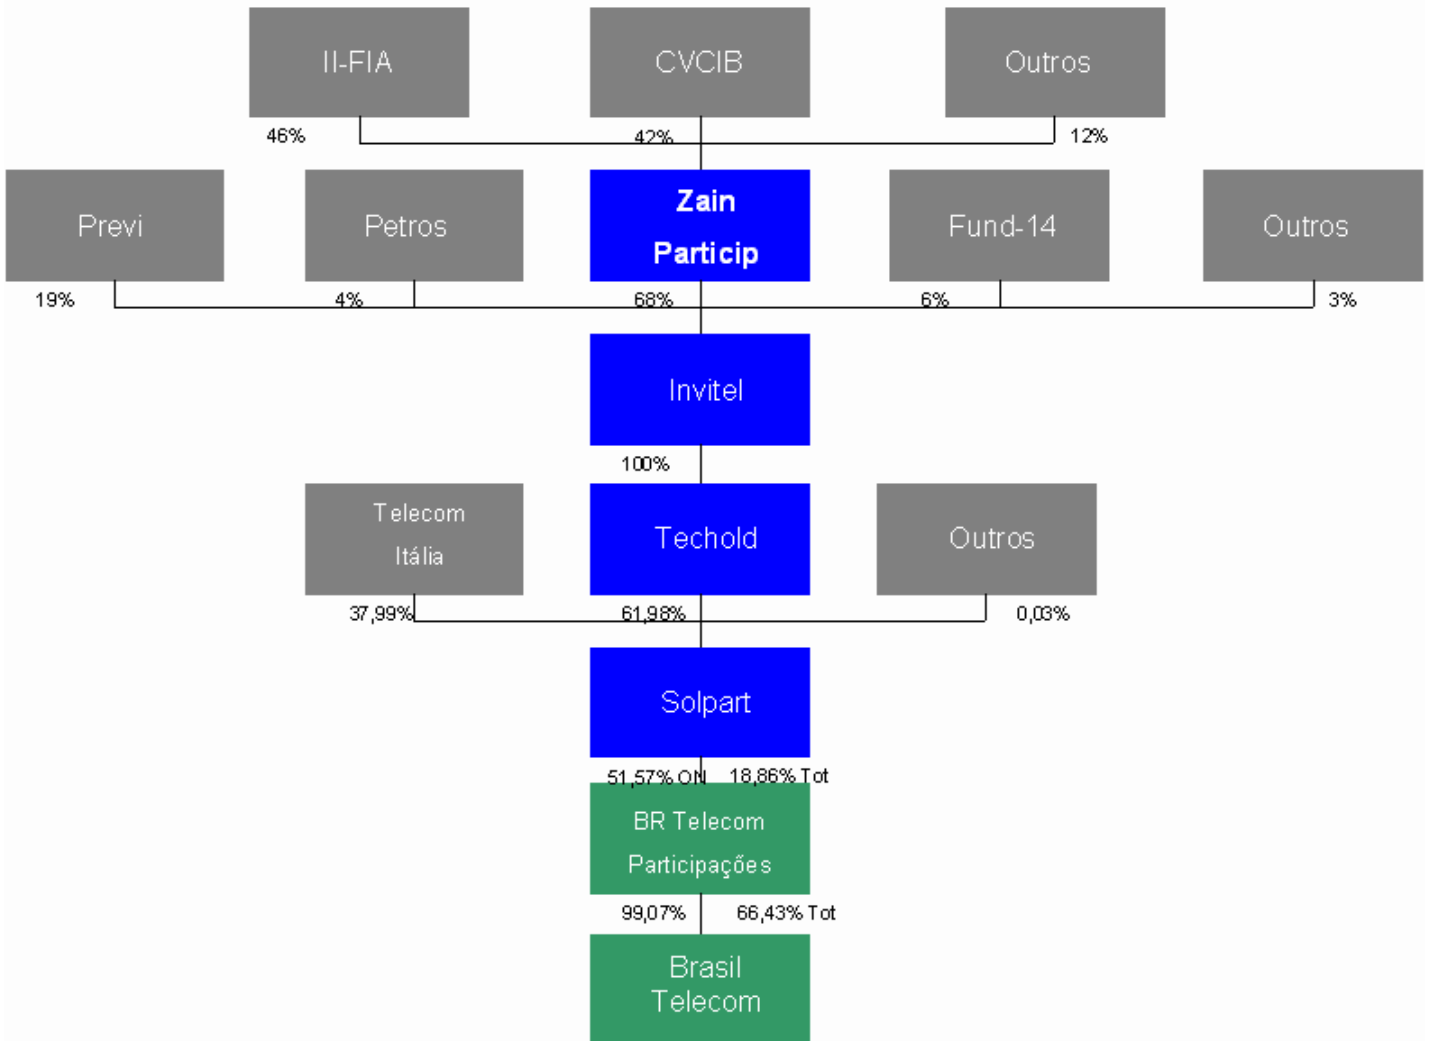 II-FIA
CVCIB
Outros
46%
42%
12%
Previ
Petros
Zain
Particip
Fund-14
Outros
19%
4%
68%
6%
3%
Invitel
100%
Telecom
Itália
Techold
Outros
37,99%
61,98%
0,03%
Solpart
51,57% ON
18,86% Tot
BR Telecom
Participações
99,07%
66,43% Tot
Brasil
Telecom